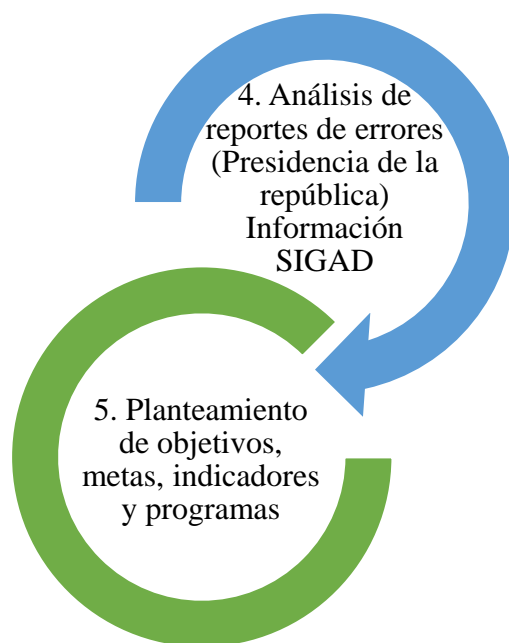 4. Análisis de
reportes de errores
(Presidencia de la
república)
Información
SIGAD
5. Planteamiento
de objetivos,
metas, indicadores
y programas